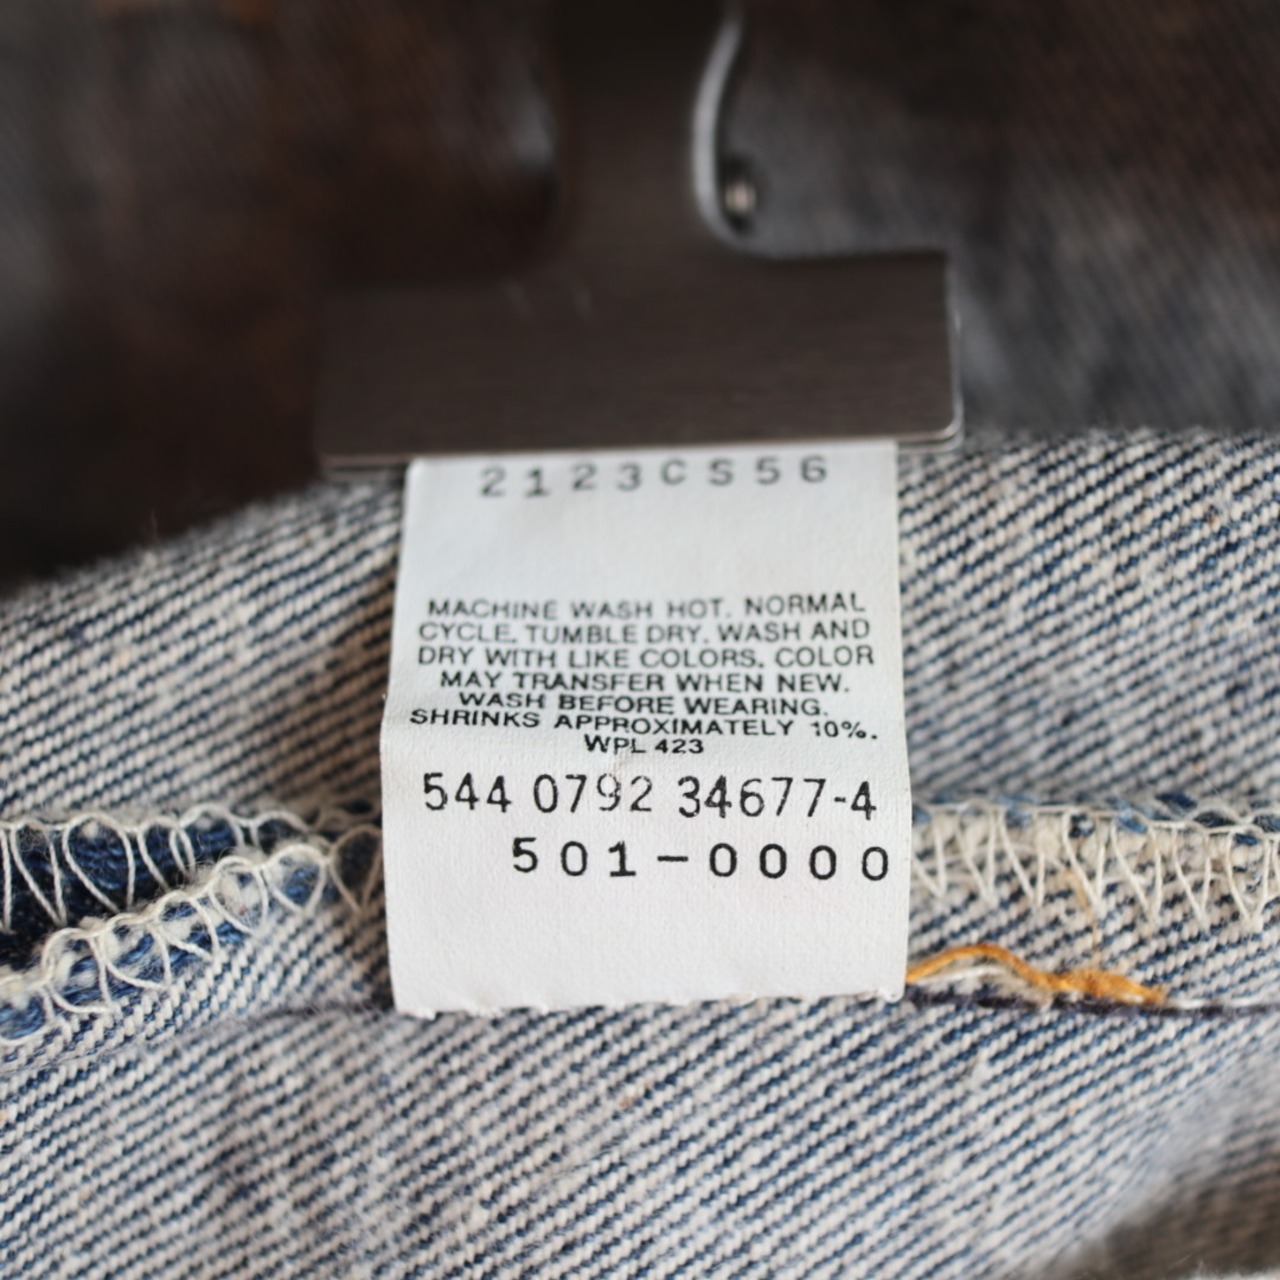 2123CS56
MACHINE WASH HOT. NORMAL
CYCLE. TUMBLE DRY. WASH AND
DRY WITH LIKE COLORS. COLOR
MAY TRANSFER WHEN NEW.
WASH BEFORE WEARING.
SHRINKS APPROXIMATELY 10%.
WPL 423
544 0792 34677-4
501-0000